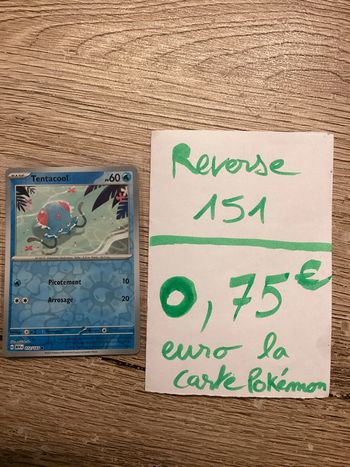 Tentacool
PV60
Picotement 10
Arrosage 20
Reverse
151
0,75€
euro la
carte Pokémon